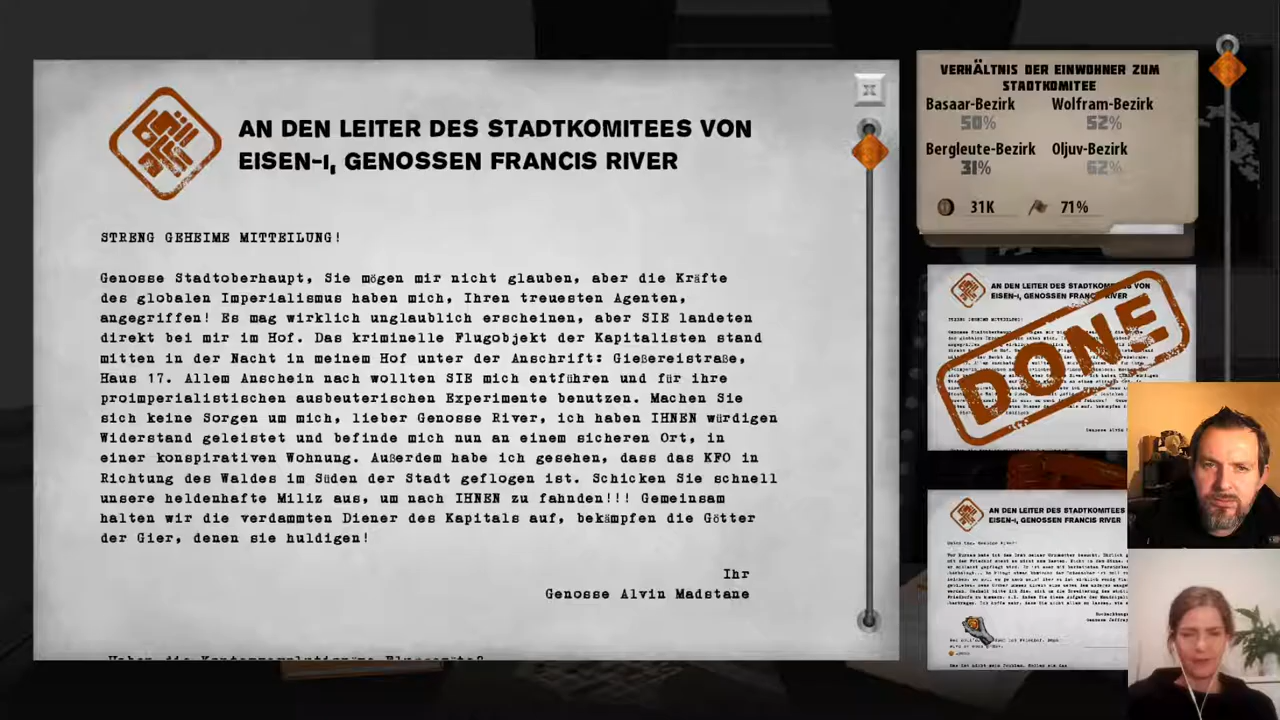 AN DEN LEITER DES STADTKOMITEES VON
EISEN-1, GENOSSEN FRANCIS RIVER
STRENG GEHEIME MITTEILUNG!
Genosse Stadtoberhaupt, Sie mögen mir nicht glauben, aber die Kräfte
des globalen Imperialismus haben mich, Ihren treuesten Agenten,
angegriffen! Es mag wirklich unglaublich erscheinen, aber SIE landeten
direkt bei mir im Hof. Das kriminelle Flugobjekt der Kapitalisten stand
mitten in der Nacht in meinem Hof unter der Anschrift: Gießereistraße,
Haus 17. Allem Anschein nach wollten SIE mich entführen und für ihre
proimperialistischen ausbeuterischen Experimente benutzen. Machen Sie
sich keine Sorgen um mich, lieber Genosse River, ich haben IHNEN würdigen
Widerstand geleistet und befinde mich nun an einem sicheren Ort, in
einer konspirativen Wohnung. Außerdem habe ich gesehen, dass das KFO in
Richtung des Waldes im Süden der Stadt geflogen ist. Schicken Sie schnell
unsere heldenhafte Miliz aus, um nach IHNEN zu fahnden!!! Gemeinsam
halten wir die verdammten Diener des Kapitals auf, bekämpfen die Götter
der Gier, denen sie huldigen!
Ihr
Genosse Alvin Madstane
VERHÄLTNIS DER EINWOHNER ZUM
STADTKOMITEE
Basaar-Bezirk Wolfram-Bezirk
50% 52%
Bergleute-Bezirk Oljuv-Bezirk
31% 62%
31K 71%
AN DEN LEITER DES STADTKOMITEES VON
EISEN-1, GENOSSEN FRANCIS RIVER
DONE
AN DEN LEITER DES STADTKOMITEES
EISEN-1, GENOSSEN FRANCIS RIVER